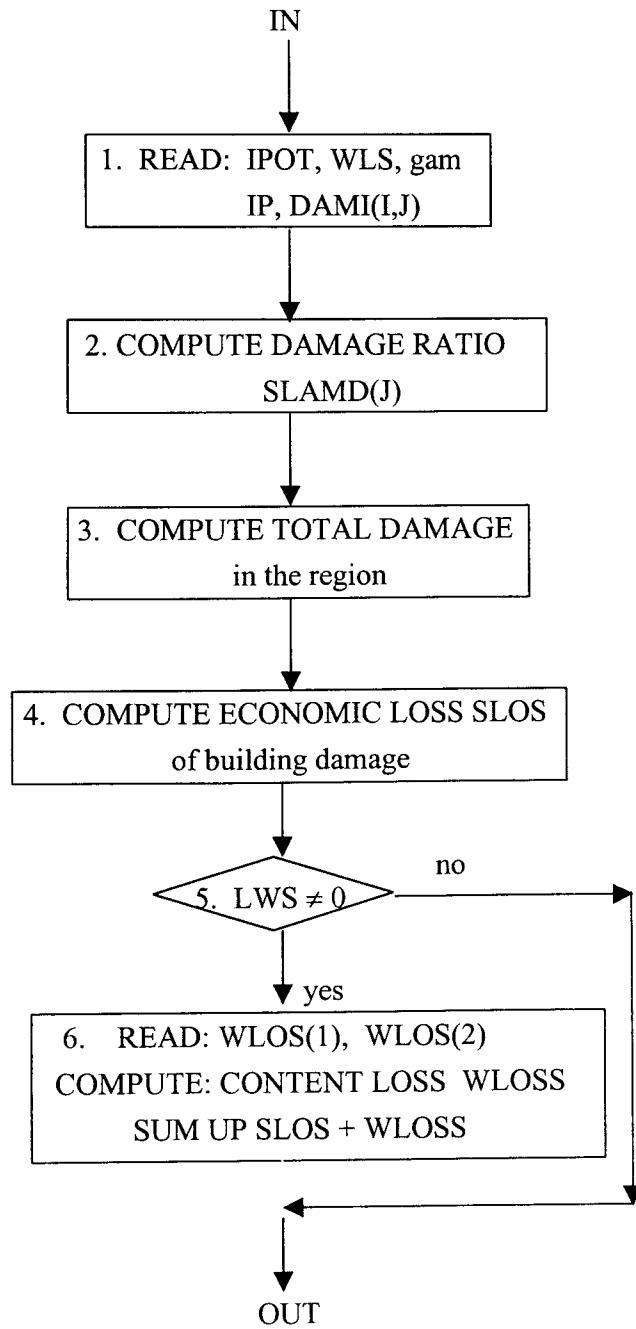 IN
1. READ: IPOT, WLS, gam
IP, DAMI(I,J)
2. COMPUTE DAMAGE RATIO
SLAMD(J)
3. COMPUTE TOTAL DAMAGE
in the region
4. COMPUTE ECONOMIC LOSS SLOS
of building damage
no
5. LWS ≠ 0
yes
6. READ: WLOS(1), WLOS(2)
COMPUTE: CONTENT LOSS WLOSS
SUM UP SLOS + WLOSS
OUT